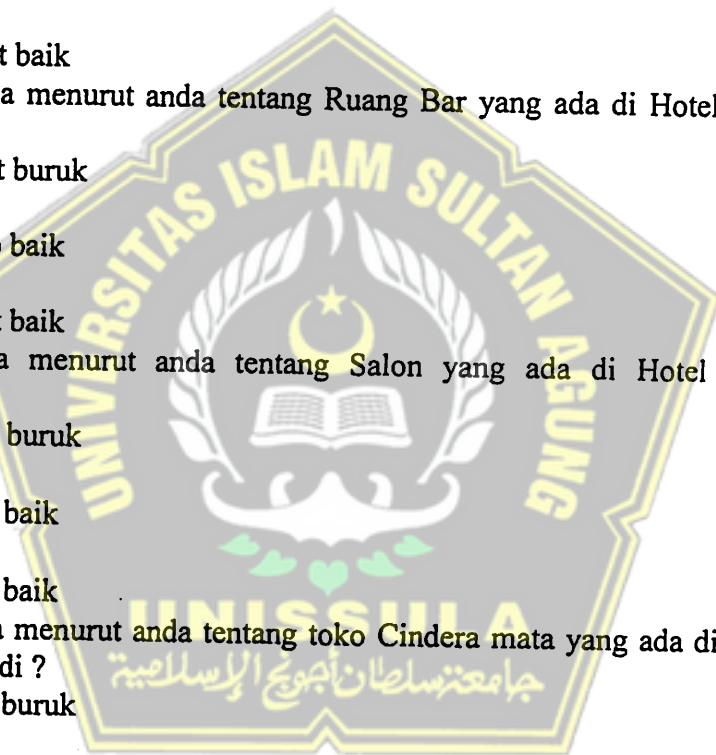 t baik
a menurut anda tentang Ruang Bar yang ada di Hotel
t buruk
baik
t baik
a menurut anda tentang Salon yang ada di Hotel
buruk
baik
baik
a menurut anda tentang toko Cindera mata yang ada di
di ?
buruk
UNIVERSITAS ISLAM SULTAN AGUNG
UNISSULA
جامعتسلطان أجونج الإسلامية